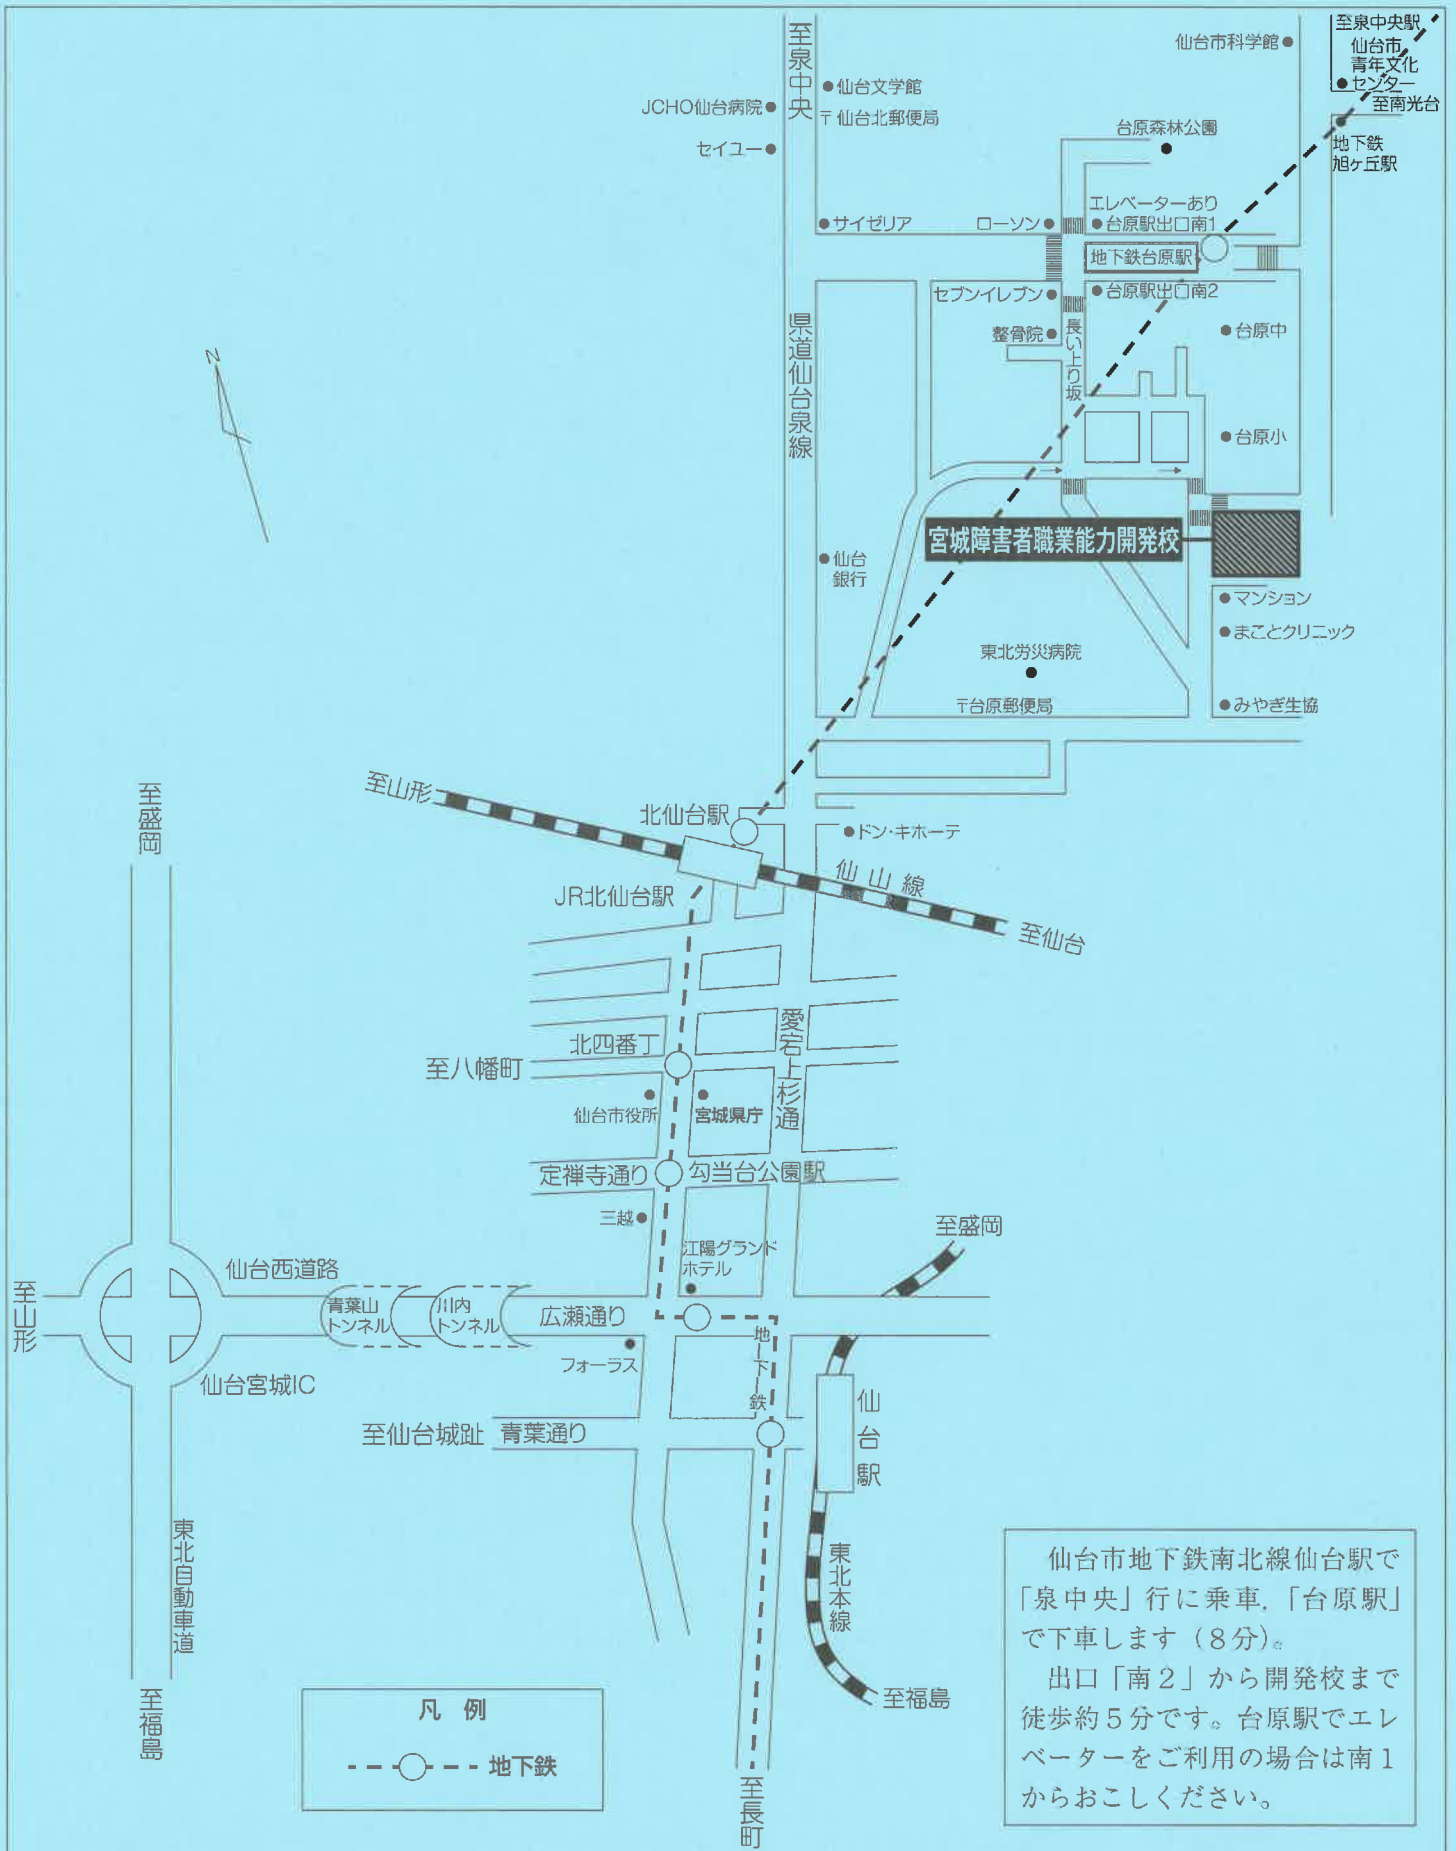 至泉中央駅
仙台市
青年文化
センター
至南光台
地下鉄
旭ヶ丘駅
仙台市科学館
至泉中央
仙台文学館
〒仙台北郵便局
JCHO仙台病院
セイユー
台原森林公園
エレベーターあり
台原駅出口南1
サイゼリア
ローソン
地下鉄台原駅
セブンイレブン
台原駅出口南2
整骨院
長い上り坂
台原中
台原小
県道仙台泉線
N
宮城障害者職業能力開発校
仙台
銀行
マンション
まことクリニック
東北労災病院
〒台原郵便局
みやぎ生協
至山形
北仙台駅
ドン・キホーテ
仙山線
JR北仙台駅
至仙台
至盛岡
愛宕上杉通
北四番丁
至八幡町
仙台市役所
宮城県庁
定禅寺通り
勾当台公園駅
三越
江陽グランド
ホテル
至盛岡
仙台西道路
至山形
青葉山
トンネル
川内
トンネル
広瀬通り
フォーラス
地下鉄
仙台宮城IC
至仙台城趾
青葉通り
仙台駅
東北自動車道
東北本線
至福島
至福島
至長町
凡 例
地下鉄
仙台市地下鉄南北線仙台駅で
「泉中央」行に乗車,「台原駅」
で下車します（8分）。
出口「南2」から開発校まで
徒歩約5分です。台原駅でエレ
ベーターをご利用の場合は南1
からおこしください。